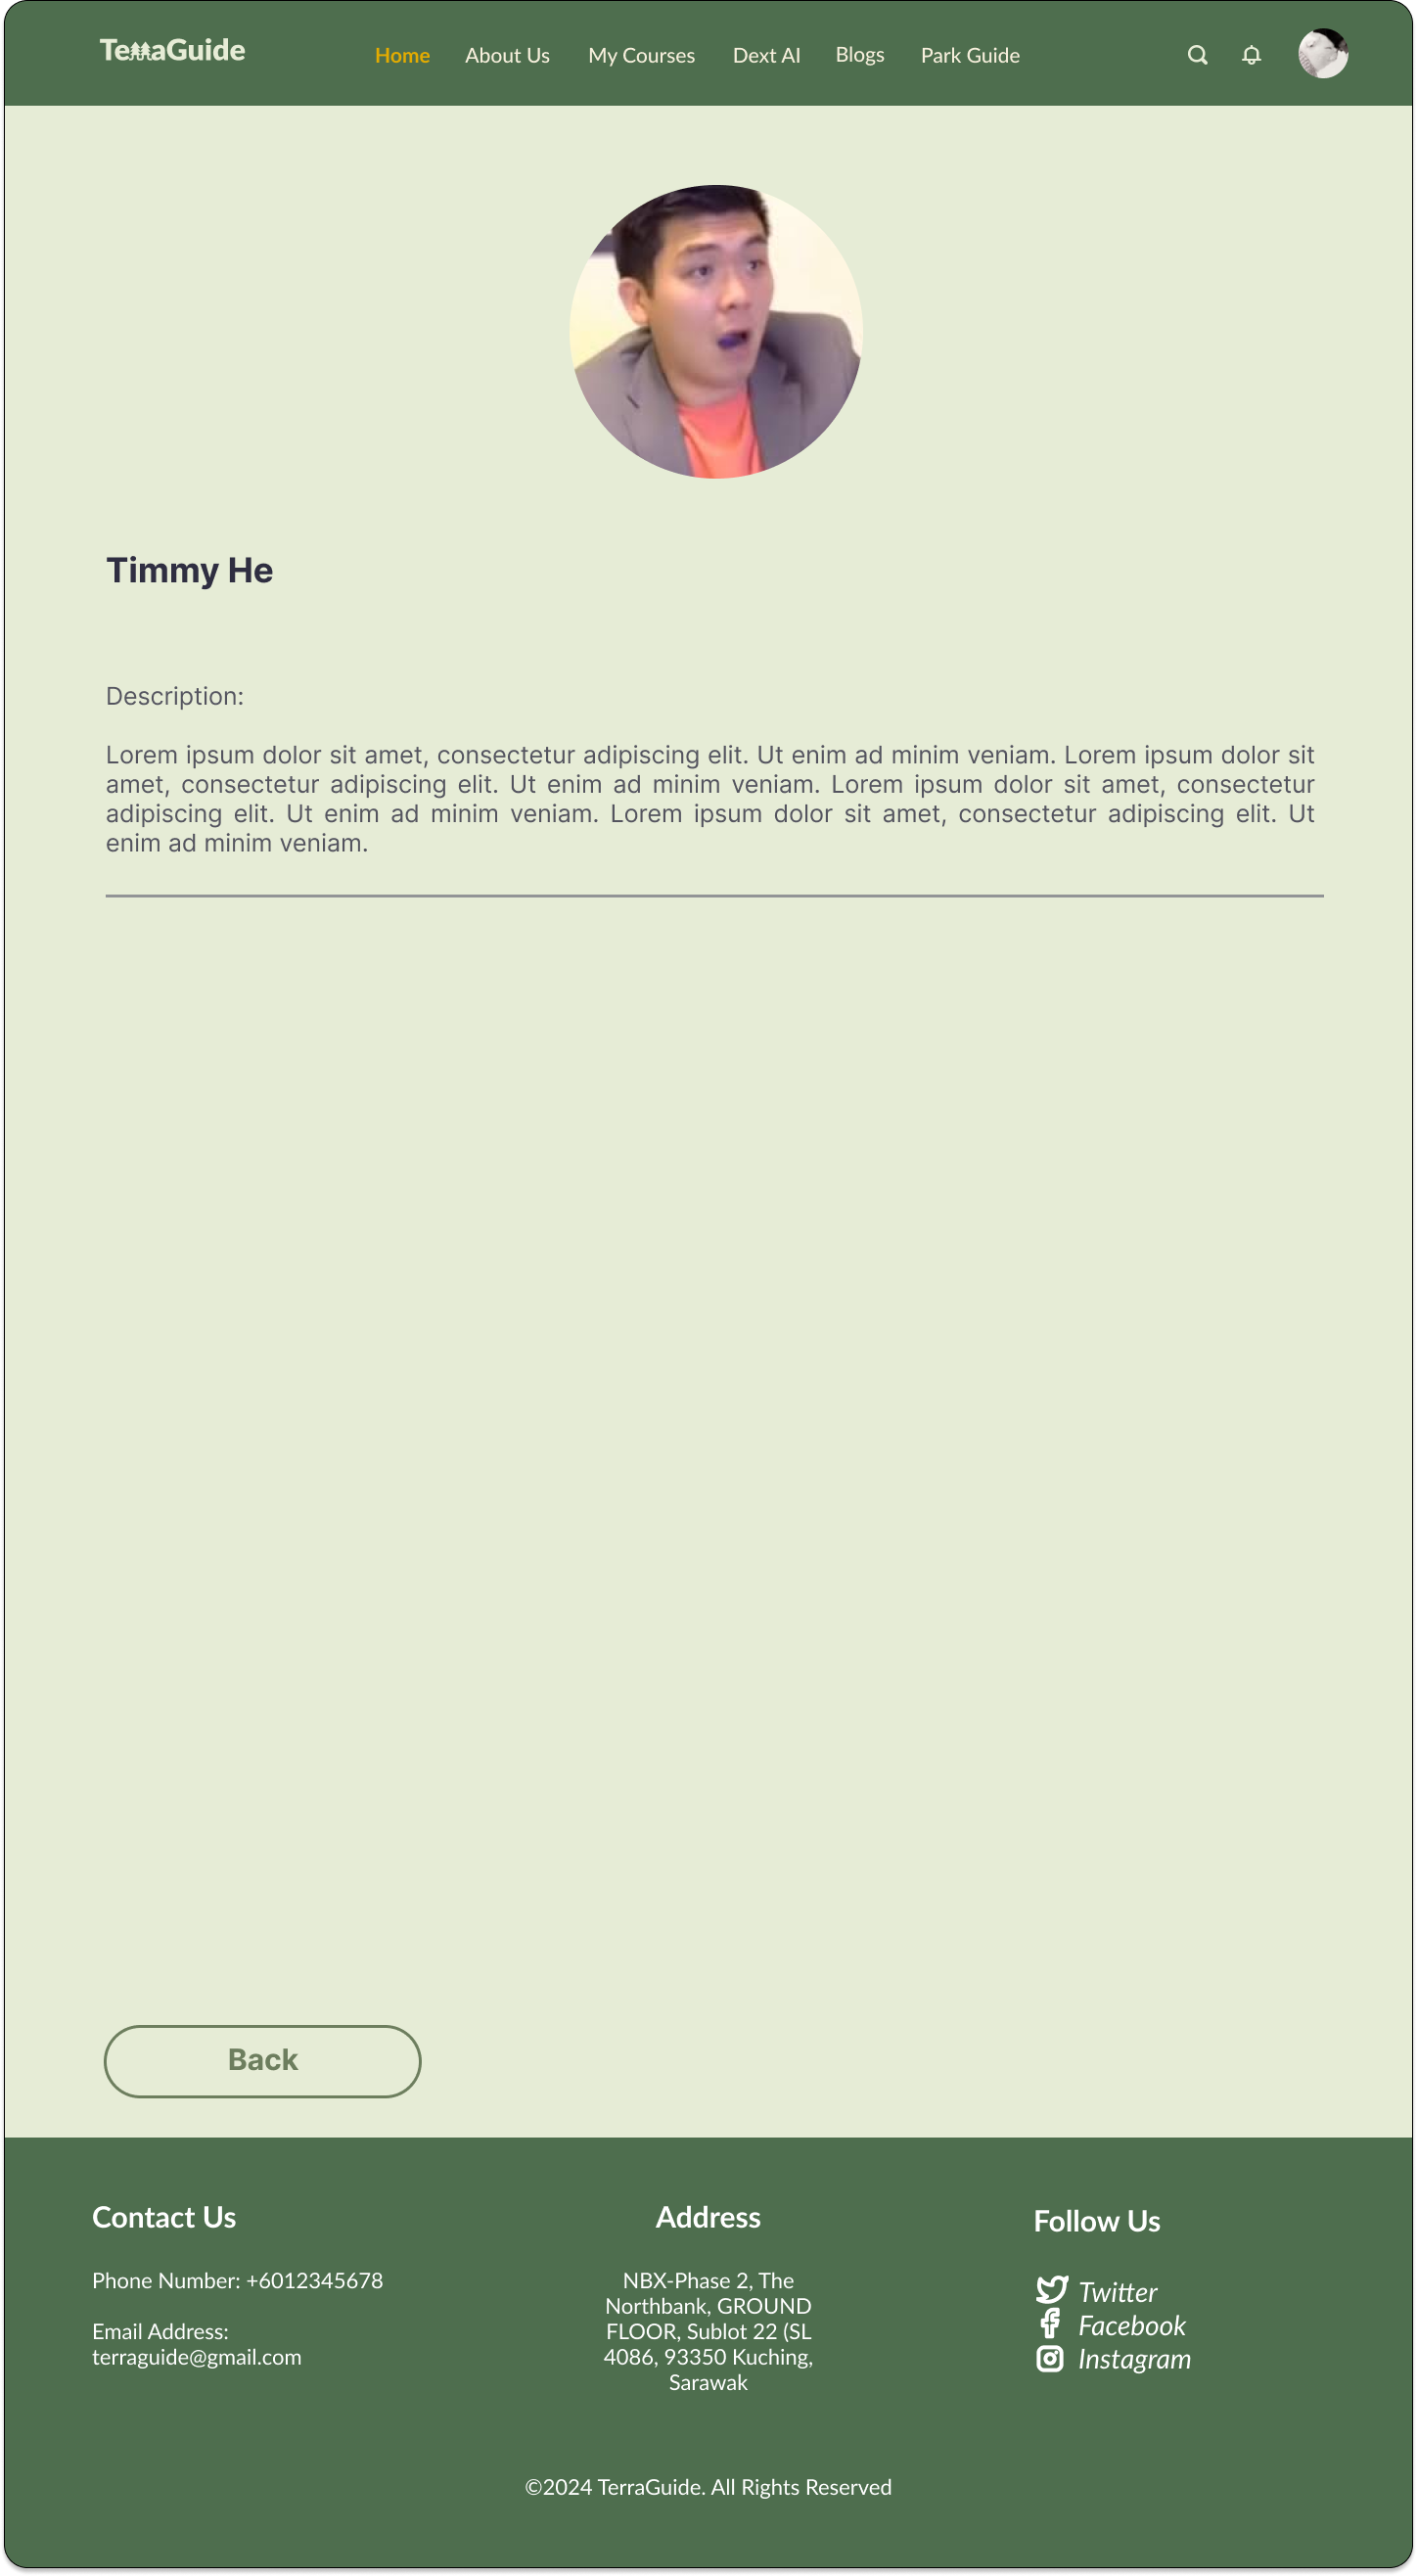 TerraGuide
Home
About Us
My Courses
Dext AI
Blogs
Park Guide
Timmy He
Description:
Lorem ipsum dolor sit amet, consectetur adipiscing elit. Ut enim ad minim veniam. Lorem ipsum dolor sit
amet, consectetur adipiscing elit. Ut enim ad minim veniam. Lorem ipsum dolor sit amet, consectetur
adipiscing elit. Ut enim ad minim veniam. Lorem ipsum dolor sit amet, consectetur adipiscing elit. Ut
enim ad minim veniam.
Back
Contact Us
Phone Number: +6012345678
Email Address:
terraguide@gmail.com
Address
NBX-Phase 2, The
Northbank, GROUND
FLOOR, Sublot 22 (SL
4086, 93350 Kuching,
Sarawak
Follow Us
Twitter
Facebook
Instagram
©2024 TerraGuide. All Rights Reserved